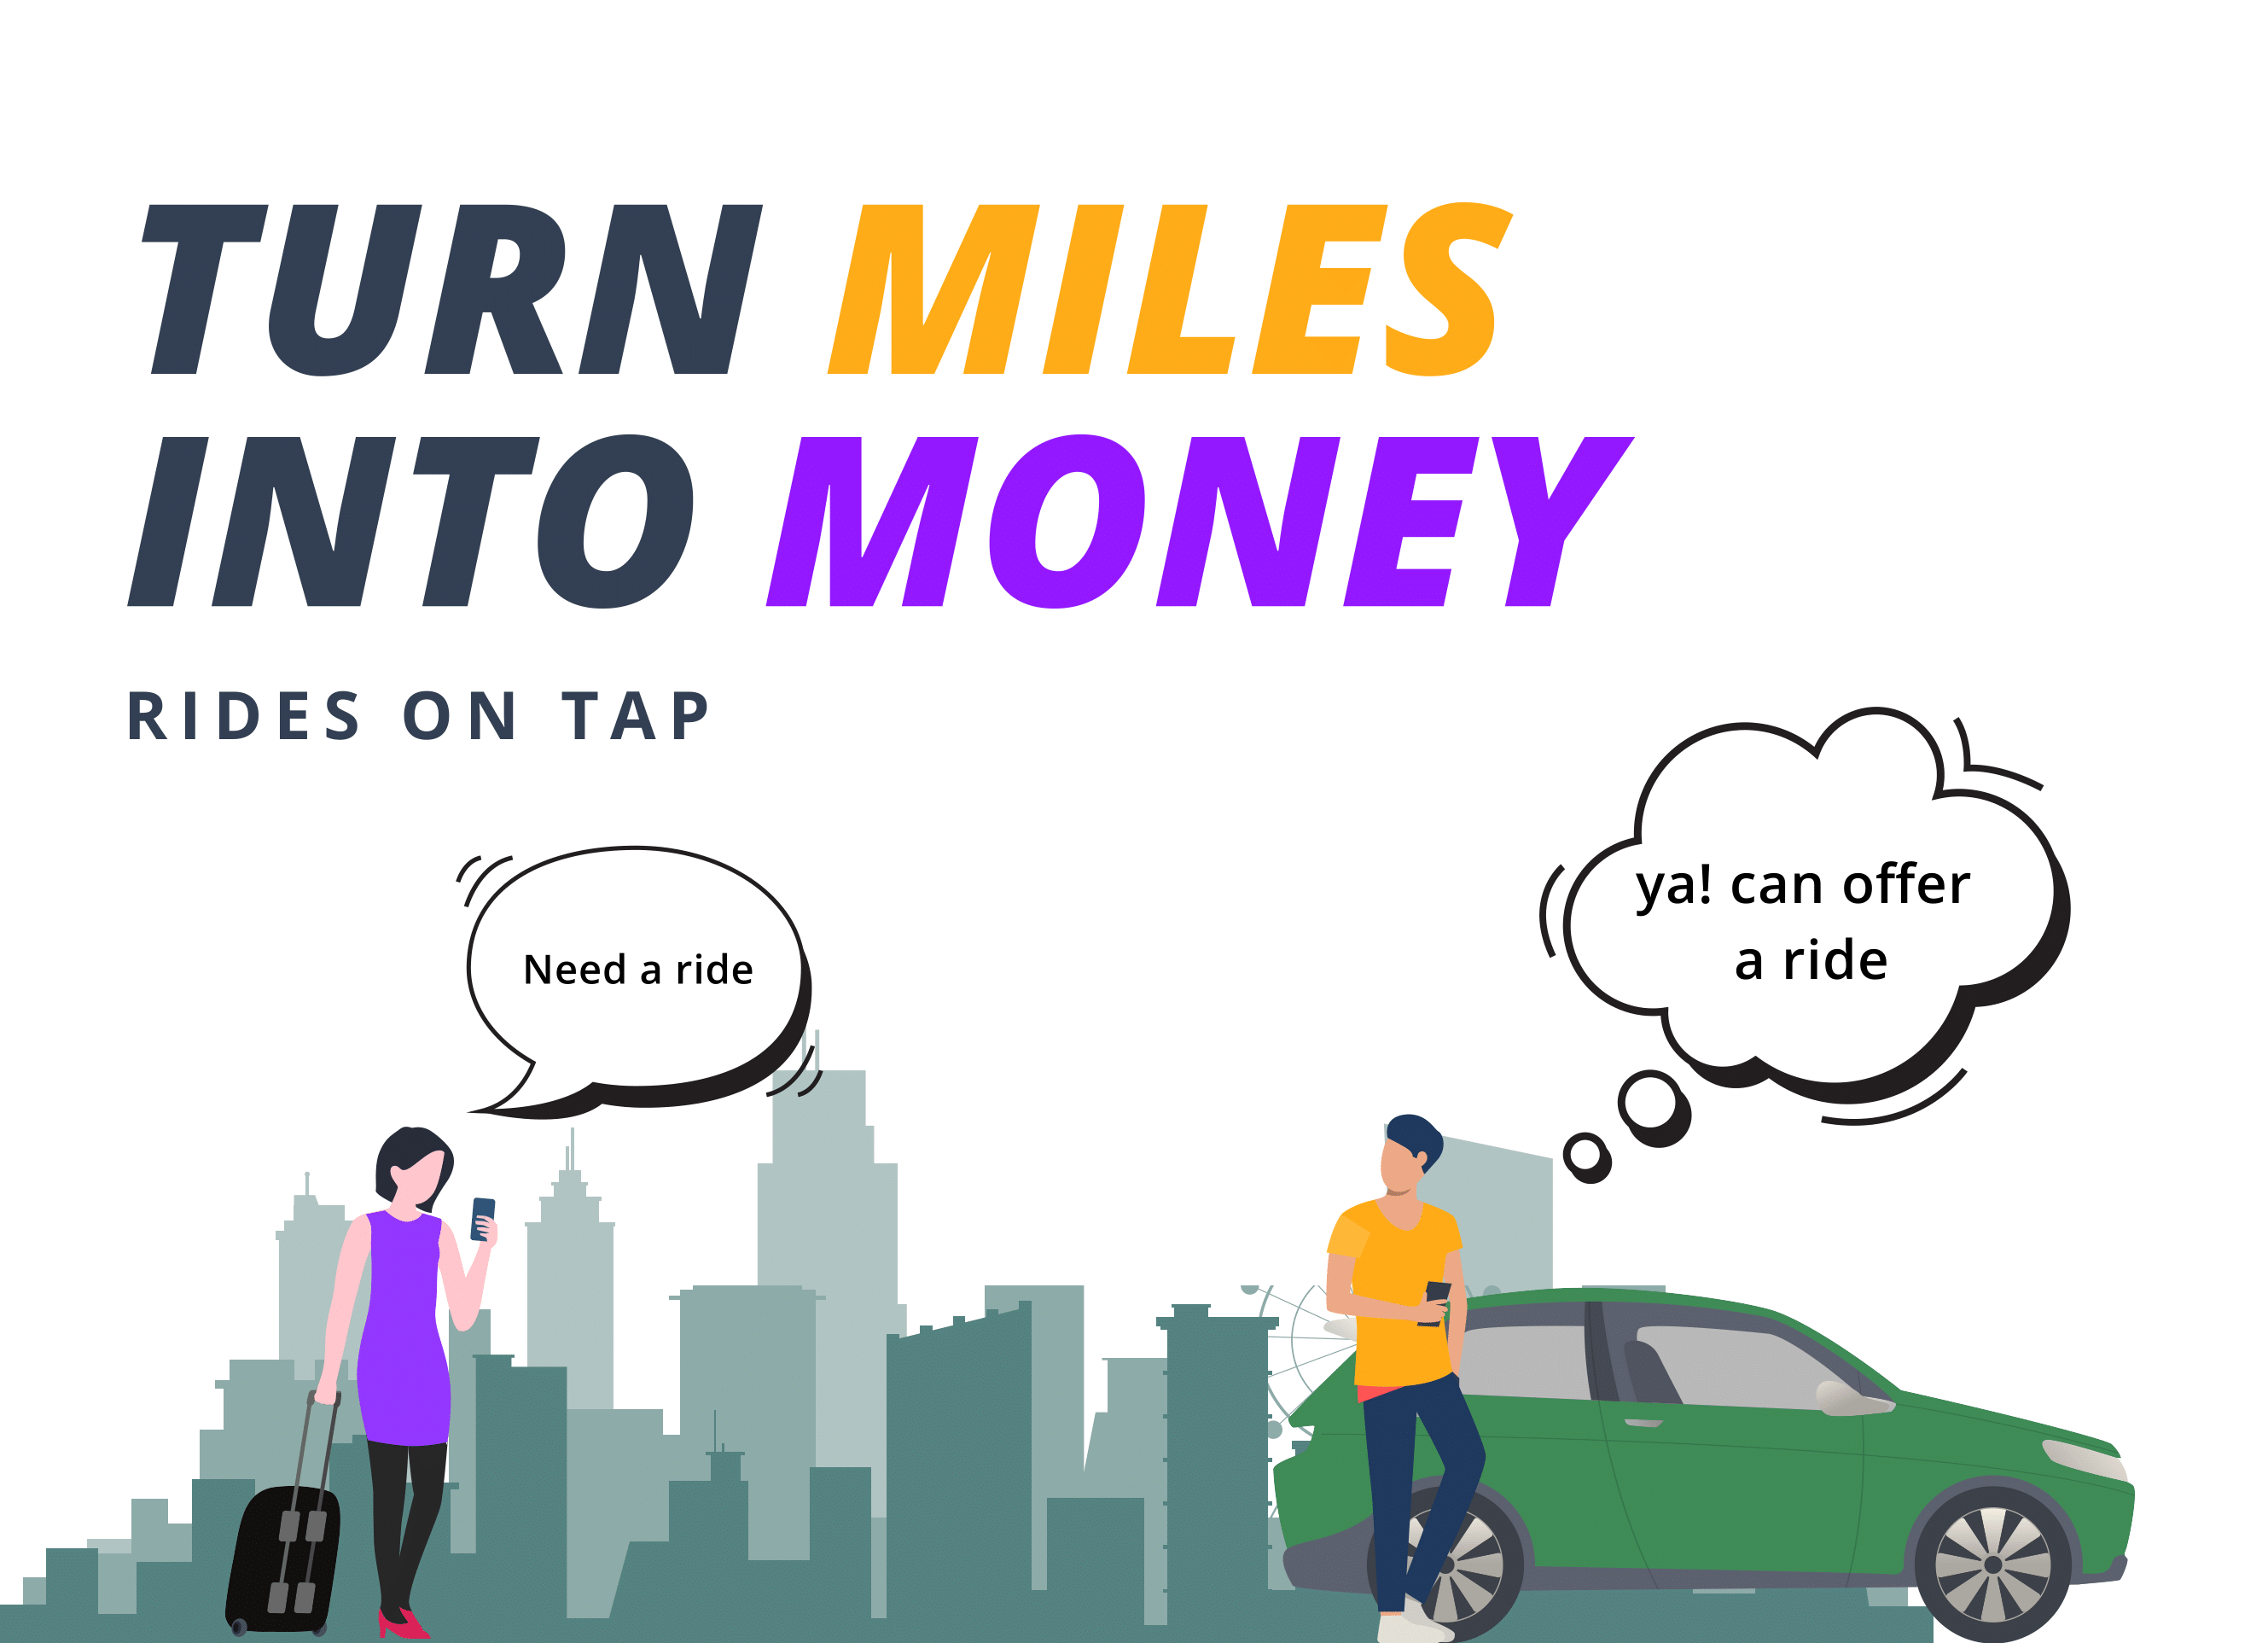 TURN MILES
INTO MONEY
RIDES ON TAP
Need a ride
ya! can offer
a ride